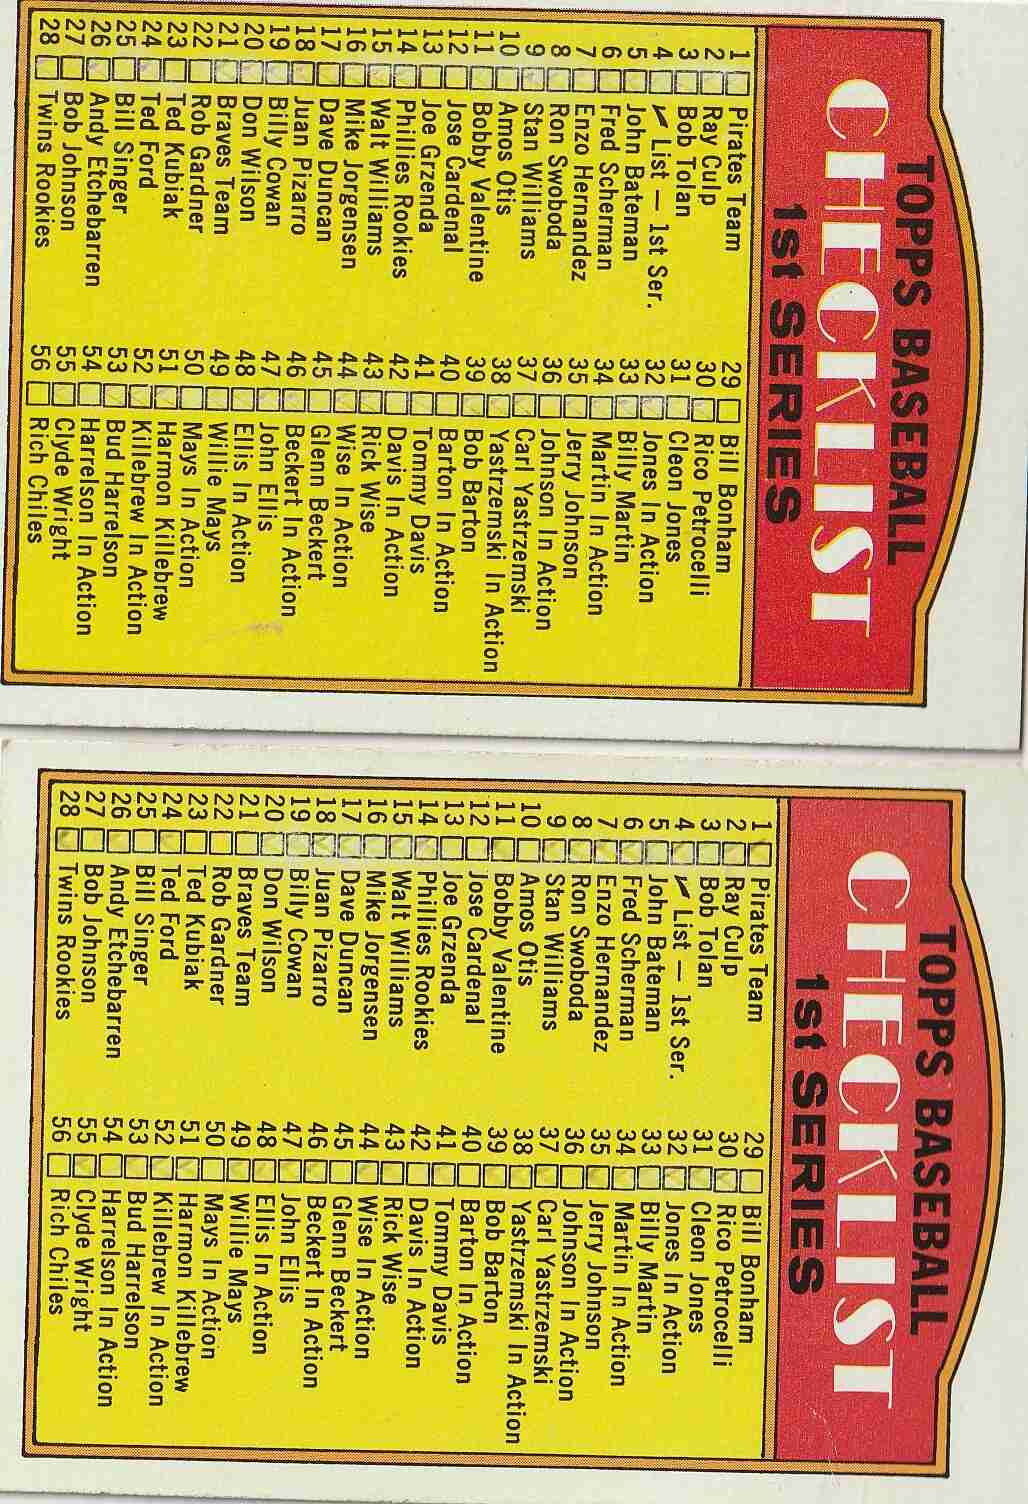 TOPPS BASEBALL
CHECKLIST
1st SERIES
1 Pirates Team
2 Ray Culp
3 Bob Tolan
4 ✓ List — 1st Ser.
5 John Bateman
6 Fred Scherman
7 Enzo Hernandez
8 Ron Swoboda
9 Stan Williams
10 Amos Otis
11 Bobby Valentine
12 Jose Cardenal
13 Joe Grzenda
14 Phillies Rookies
15 Walt Williams
16 Mike Jorgensen
17 Dave Duncan
18 Juan Pizarro
19 Billy Cowan
20 Don Wilson
21 Braves Team
22 Rob Gardner
23 Ted Kubiak
24 Ted Ford
25 Bill Singer
26 Andy Etchebarren
27 Bob Johnson
28 Twins Rookies
29 Bill Bonham
30 Rico Petrocelli
31 Cleon Jones
32 Jones In Action
33 Billy Martin
34 Martin In Action
35 Jerry Johnson
36 Johnson In Action
37 Carl Yastrzemski
38 Yastrzemski In Action
39 Bob Barton
40 Barton In Action
41 Tommy Davis
42 Davis In Action
43 Rick Wise
44 Wise In Action
45 Glenn Beckert
46 Beckert In Action
47 John Ellis
48 Ellis In Action
49 Willie Mays
50 Mays In Action
51 Harmon Killebrew
52 Killebrew In Action
53 Bud Harrelson
54 Harrelson In Action
55 Clyde Wright
56 Rich Chiles
TOPPS BASEBALL
CHECKLIST
1st SERIES
1 Pirates Team
2 Ray Culp
3 Bob Tolan
4 ✓ List — 1st Ser.
5 John Bateman
6 Fred Scherman
7 Enzo Hernandez
8 Ron Swoboda
9 Stan Williams
10 Amos Otis
11 Bobby Valentine
12 Jose Cardenal
13 Joe Grzenda
14 Phillies Rookies
15 Walt Williams
16 Mike Jorgensen
17 Dave Duncan
18 Juan Pizarro
19 Billy Cowan
20 Don Wilson
21 Braves Team
22 Rob Gardner
23 Ted Kubiak
24 Ted Ford
25 Bill Singer
26 Andy Etchebarren
27 Bob Johnson
28 Twins Rookies
29 Bill Bonham
30 Rico Petrocelli
31 Cleon Jones
32 Jones In Action
33 Billy Martin
34 Martin In Action
35 Jerry Johnson
36 Johnson In Action
37 Carl Yastrzemski
38 Yastrzemski In Action
39 Bob Barton
40 Barton In Action
41 Tommy Davis
42 Davis In Action
43 Rick Wise
44 Wise In Action
45 Glenn Beckert
46 Beckert In Action
47 John Ellis
48 Ellis In Action
49 Willie Mays
50 Mays In Action
51 Harmon Killebrew
52 Killebrew In Action
53 Bud Harrelson
54 Harrelson In Action
55 Clyde Wright
56 Rich Chiles